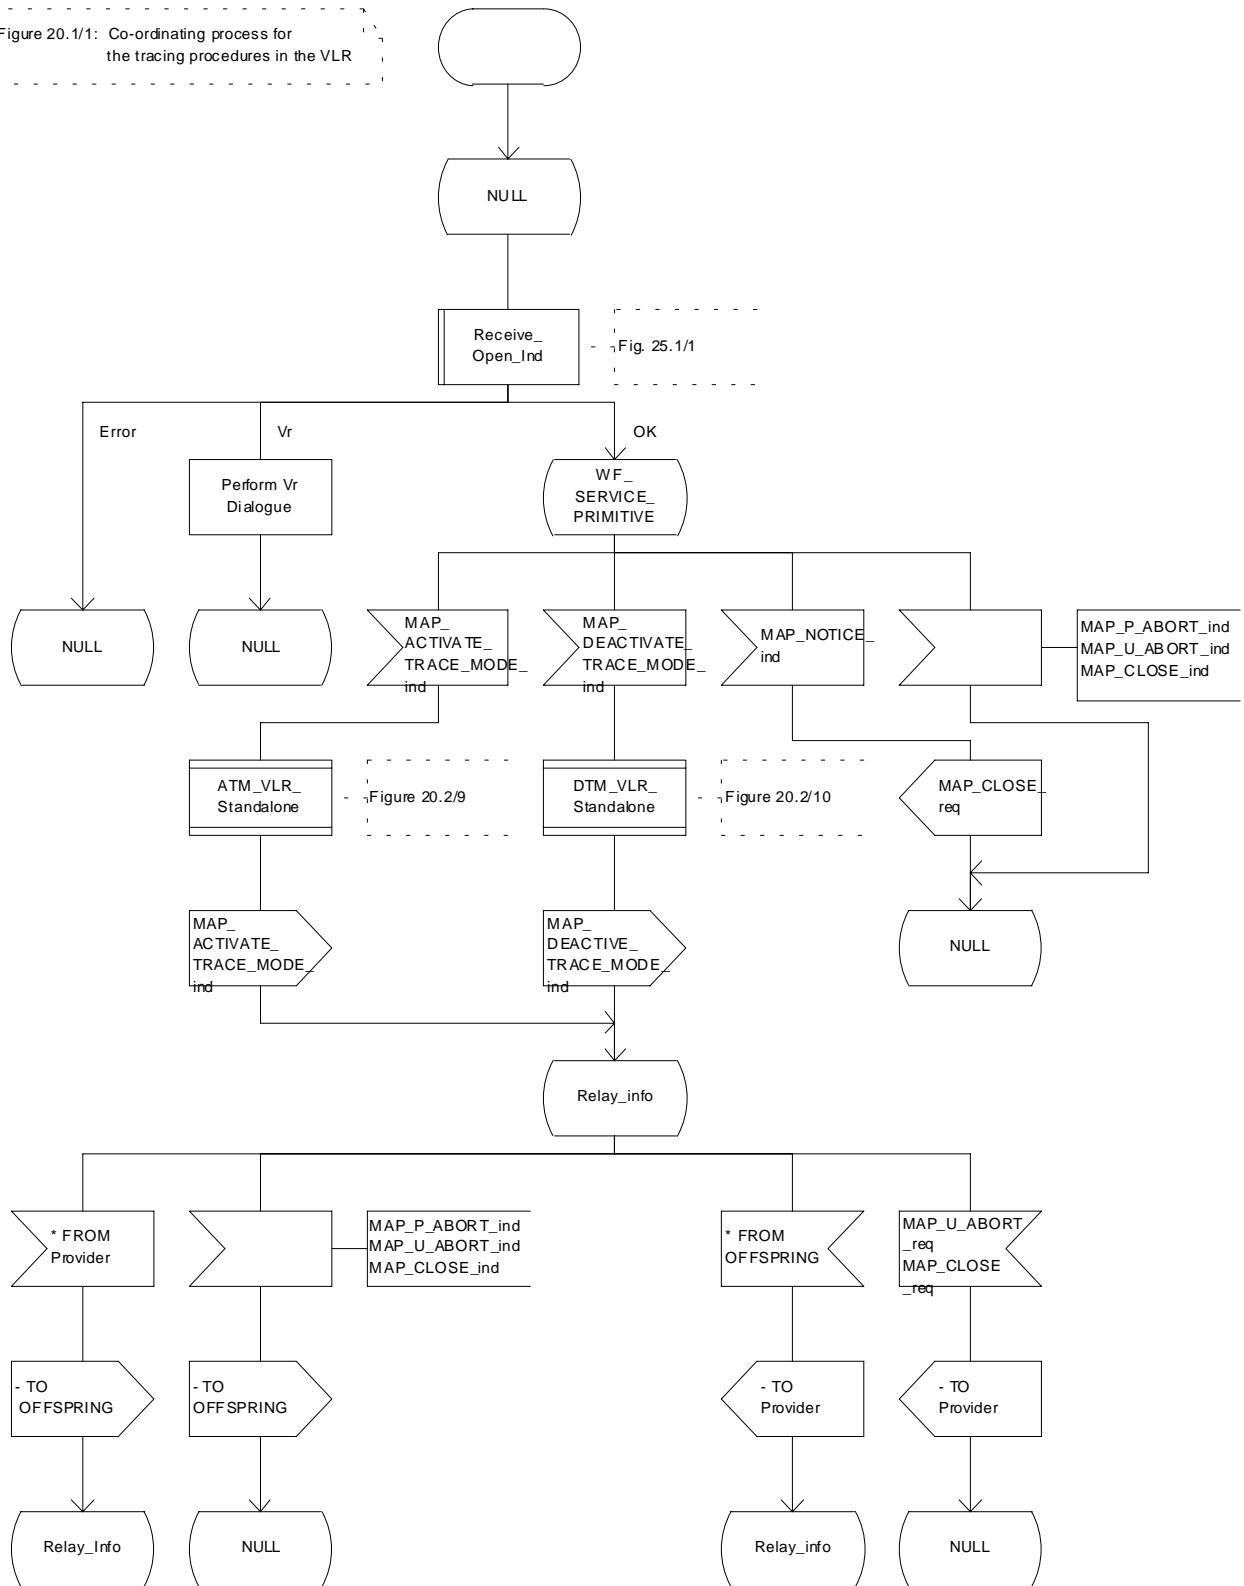 Figure 20.1/1: Co-ordinating process for
the tracing procedures in the VLR
NULL
Receive_
Open_Ind
Fig. 25.1/1
Error
Vr
OK
Perform Vr
Dialogue
WF_
SERVICE_
PRIMITIVE
NULL
NULL
MAP_
ACTIVATE_
TRACE_MODE_
ind
MAP_
DEACTIVATE_
TRACE_MODE_
ind
MAP_NOTICE_
ind
MAP_P_ABORT_ind
MAP_U_ABORT_ind
MAP_CLOSE_ind
ATM_VLR_
Standalone
Figure 20.2/9
DTM_VLR_
Standalone
Figure 20.2/10
MAP_CLOSE_
req
MAP_
ACTIVATE_
TRACE_MODE_
ind
MAP_
DEACTIVE_
TRACE_MODE_
ind
NULL
Relay_info
* FROM
Provider
MAP_P_ABORT_ind
MAP_U_ABORT_ind
MAP_CLOSE_ind
* FROM
OFFSPRING
MAP_U_ABORT
_req
MAP_CLOSE
_req
- TO
OFFSPRING
- TO
OFFSPRING
- TO
Provider
- TO
Provider
Relay_Info
NULL
Relay_info
NULL